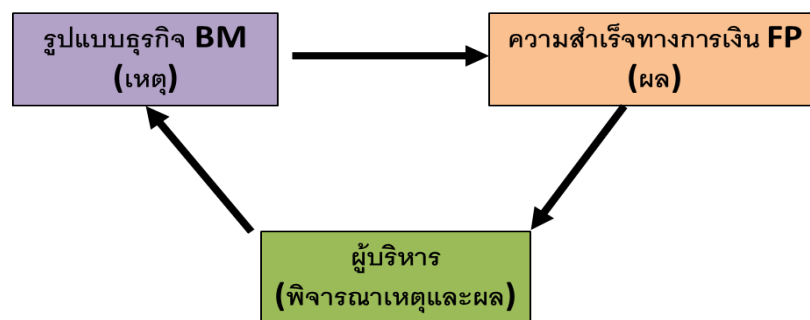 รูปแบบธุรกิจ BM
(เหตุ)
ความสำเร็จทางการเงิน FP
(ผล)
ผู้บริหาร
(พิจารณาเหตุและผล)